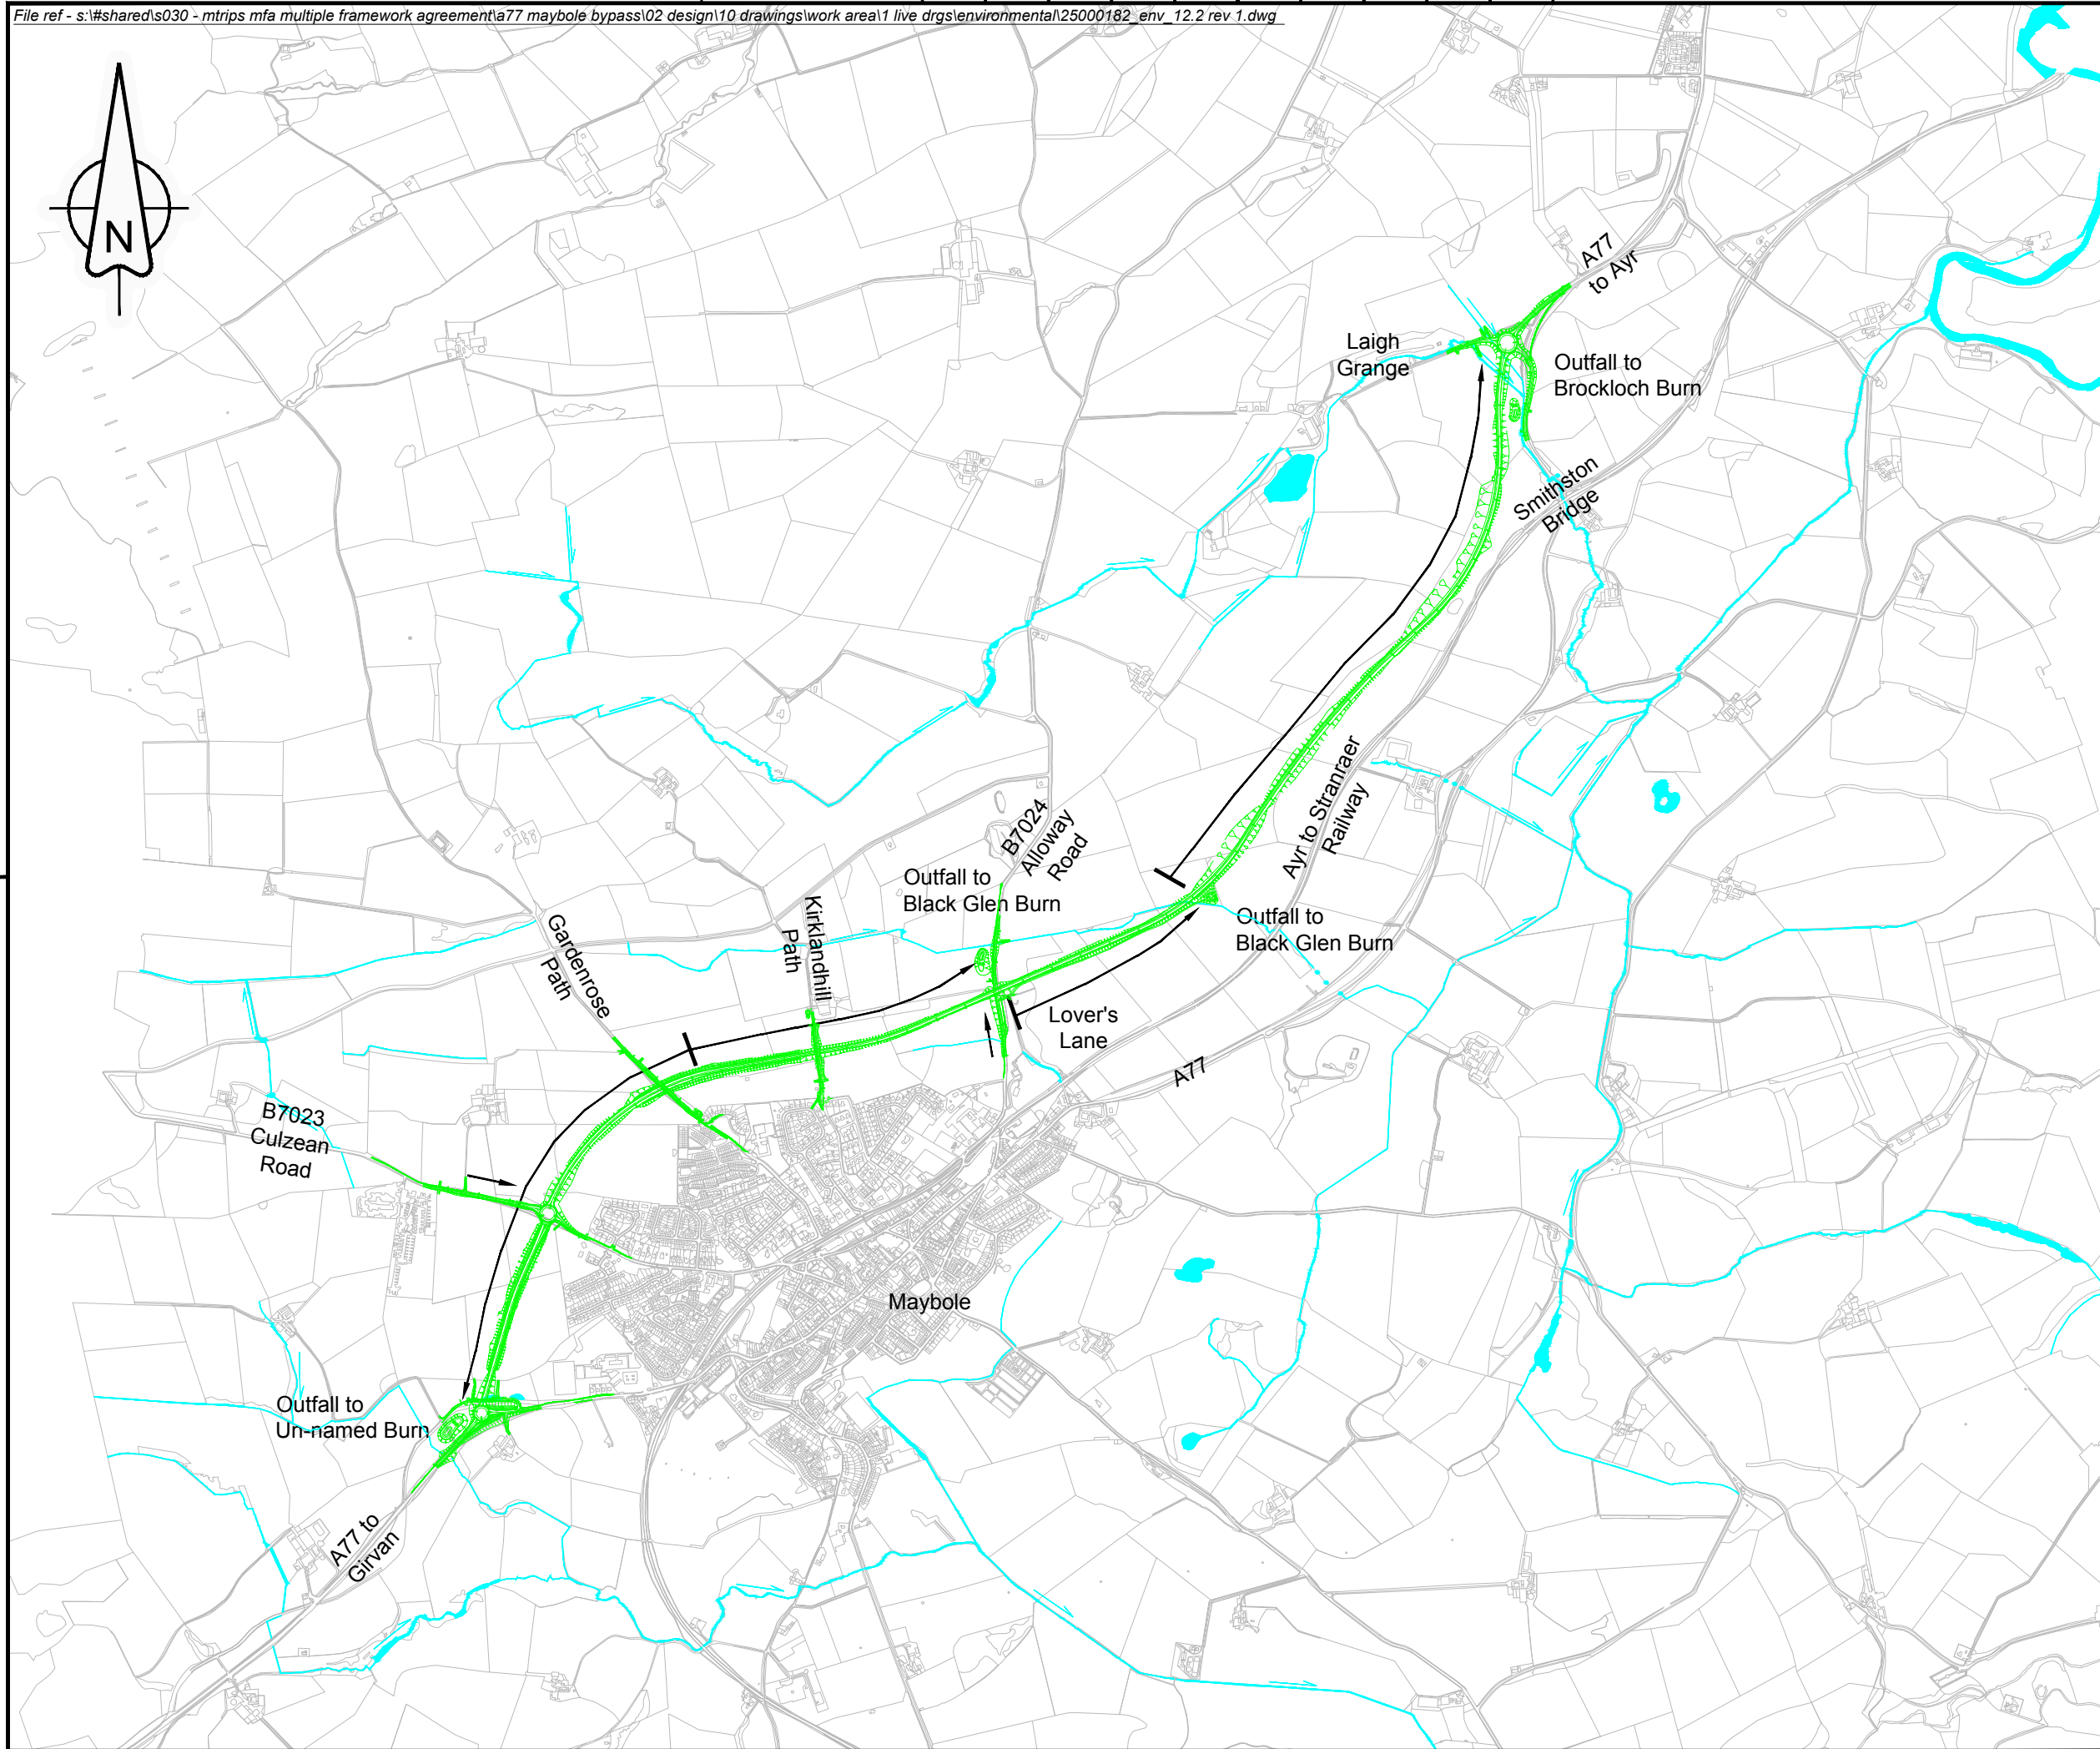 File ref - s:\#shared\s030 - mtrips mfa multiple framework agreement\a77 maybole bypass\02 design\10 drawings\work area\1 live drgs\environmental\25000182_env_12.2 rev 1.dwg
N
A77
to Ayr
Laigh
Grange
Outfall to
Brockloch Burn
Smithston
Bridge
Ayr to Stranraer
Railway
B7024
Alloway
Road
Outfall to
Black Glen Burn
Kirklandhill
Path
Gardenrose
Path
Outfall to
Black Glen Burn
Lover's
Lane
A77
B7023
Culzean
Road
Maybole
Outfall to
Un-named Burn
A77 to
Girvan